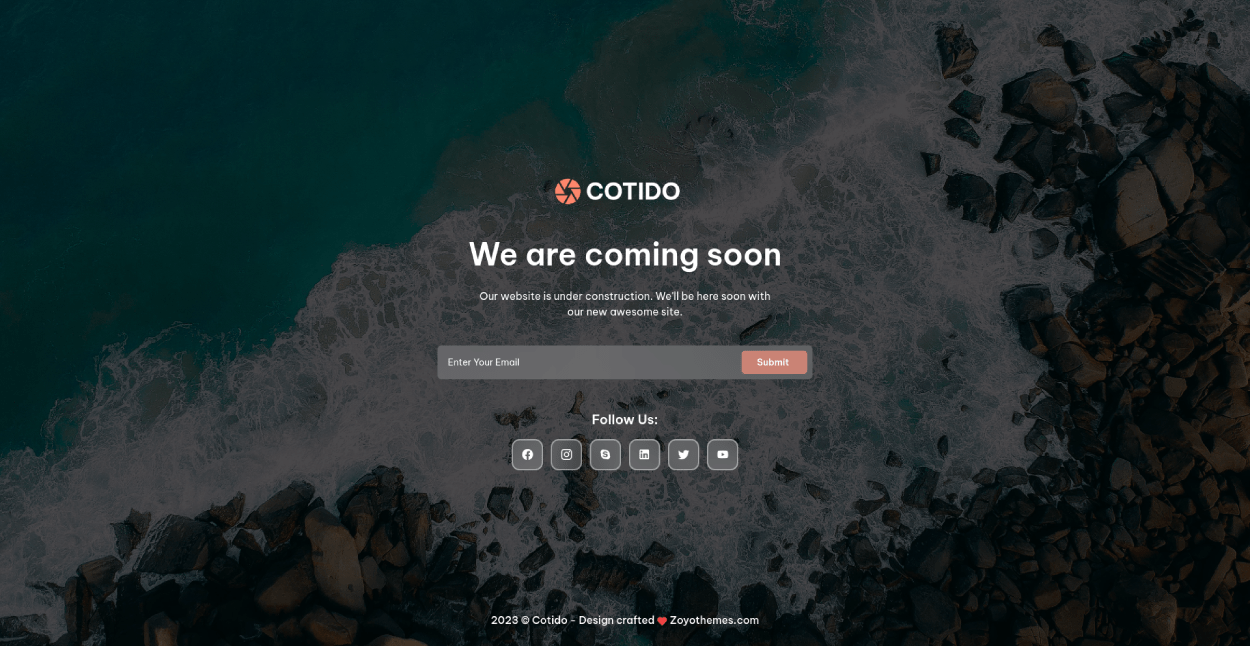 COTIDO
We are coming soon
Our website is under construction. We'll be here soon with
our new awesome site.
Enter Your Email
Submit
Follow Us:
2023 © Cotido - Design crafted ❤ Zoyothemes.com